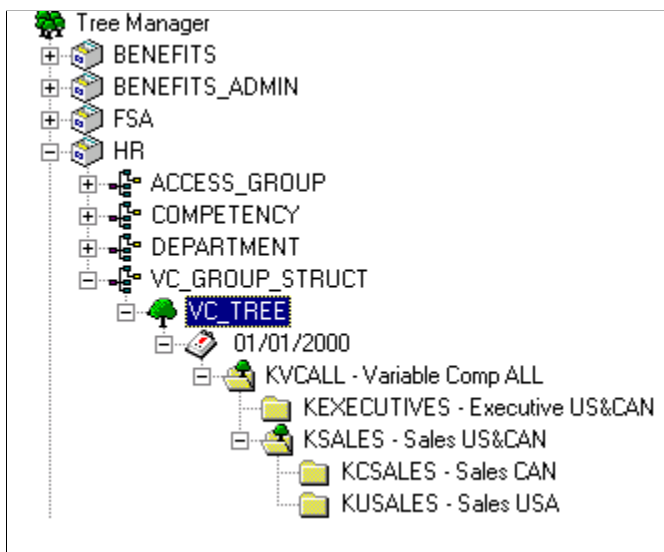 Tree Manager
BENEFITS
BENEFITS_ADMIN
FSA
HR
ACCESS_GROUP
COMPETENCY
DEPARTMENT
VC_GROUP_STRUCT
VC_TREE
01/01/2000
KVCALL - Variable Comp ALL
KEXECUTIVES - Executive US&CAN
KSALES - Sales US&CAN
KCSALES - Sales CAN
KUSALES - Sales USA